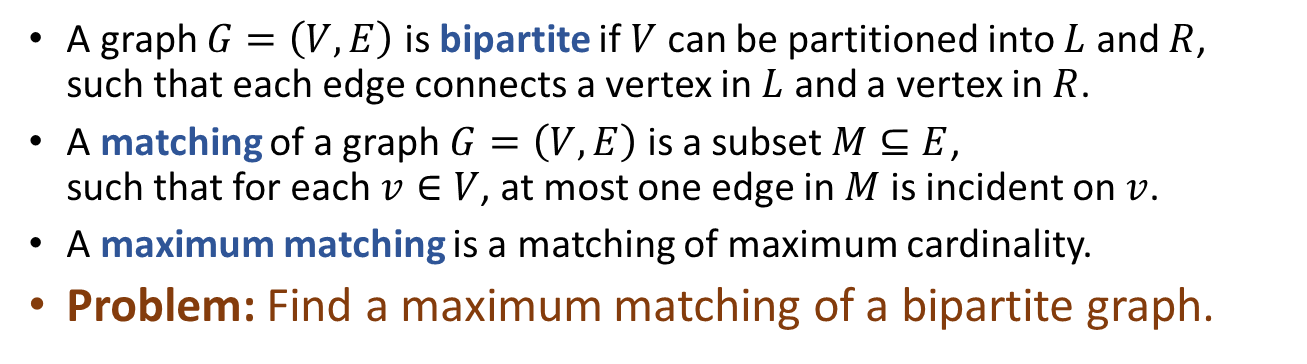 • A graph 𝐺 = (𝑉, 𝐸) is bipartite if 𝑉 can be partitioned into 𝐿 and 𝑅,
such that each edge connects a vertex in 𝐿 and a vertex in 𝑅.
• A matching of a graph 𝐺 = (𝑉, 𝐸) is a subset 𝑀 ⊆ 𝐸,
such that for each 𝑣 ∈ 𝑉, at most one edge in 𝑀 is incident on 𝑣.
• A maximum matching is a matching of maximum cardinality.
• Problem: Find a maximum matching of a bipartite graph.